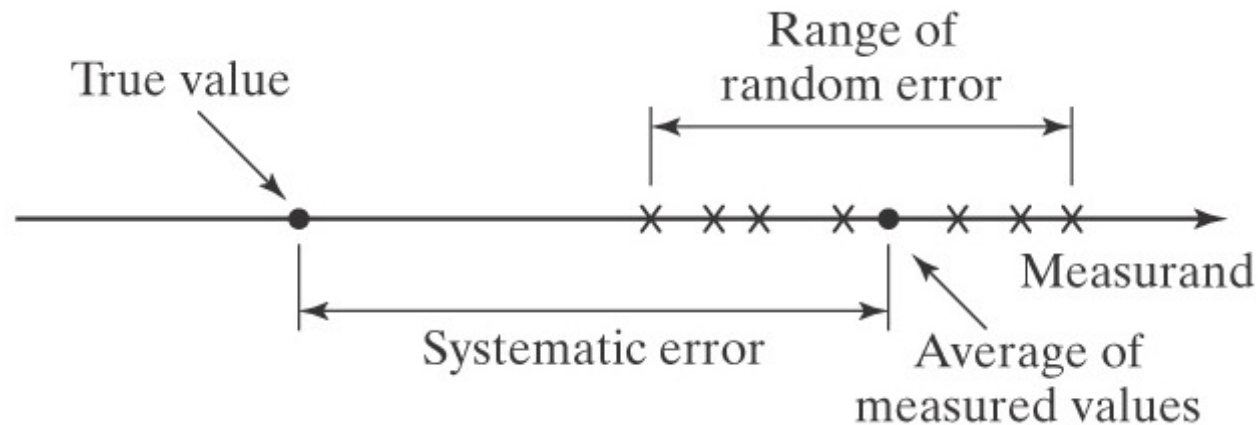 Range of
random error
True value
Measurand
Systematic error
Average of
measured values